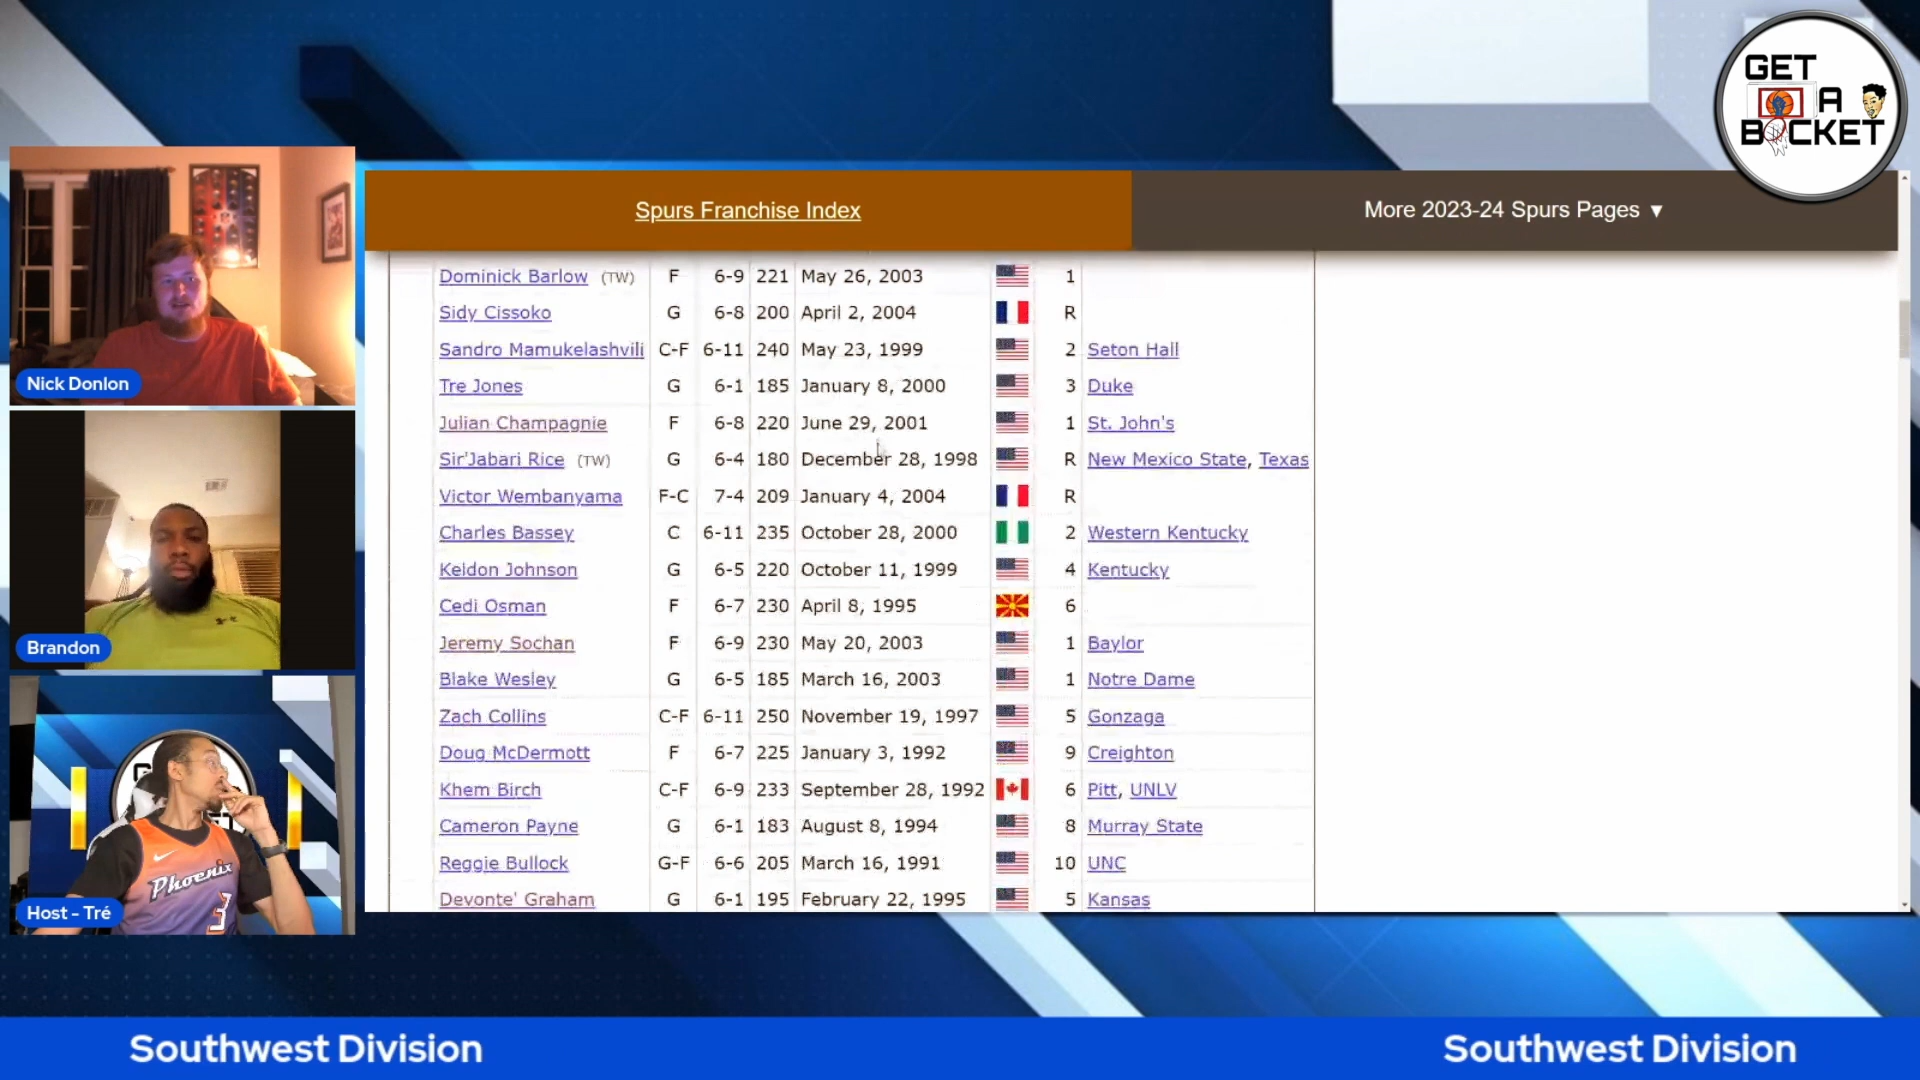 GET
A
BUCKET
Spurs Franchise Index
More 2023-24 Spurs Pages ▼
Dominick Barlow (TW) F 6-9 221 May 26, 2003 1
Sidy Cissoko G 6-8 200 April 2, 2004 R
Sandro Mamukelashvili C-F 6-11 240 May 23, 1999 2 Seton Hall
Tre Jones G 6-1 185 January 8, 2000 3 Duke
Julian Champagnie F 6-8 220 June 29, 2001 1 St. John's
Sir'Jabari Rice (TW) G 6-4 180 December 28, 1998 R New Mexico State, Texas
Victor Wembanyama F-C 7-4 209 January 4, 2004 R
Charles Bassey C 6-11 235 October 28, 2000 2 Western Kentucky
Keldon Johnson G 6-5 220 October 11, 1999 4 Kentucky
Cedi Osman F 6-7 230 April 8, 1995 6
Jeremy Sochan F 6-9 230 May 20, 2003 1 Baylor
Blake Wesley G 6-5 185 March 16, 2003 1 Notre Dame
Zach Collins C-F 6-11 250 November 19, 1997 5 Gonzaga
Doug McDermott F 6-7 225 January 3, 1992 9 Creighton
Khem Birch C-F 6-9 233 September 28, 1992 6 Pitt, UNLV
Cameron Payne G 6-1 183 August 8, 1994 8 Murray State
Reggie Bullock G-F 6-6 205 March 16, 1991 10 UNC
Devonte' Graham G 6-1 195 February 22, 1995 5 Kansas
Nick Donlon
Brandon
Phoenix
3
Host - Tré
Southwest Division
Southwest Division